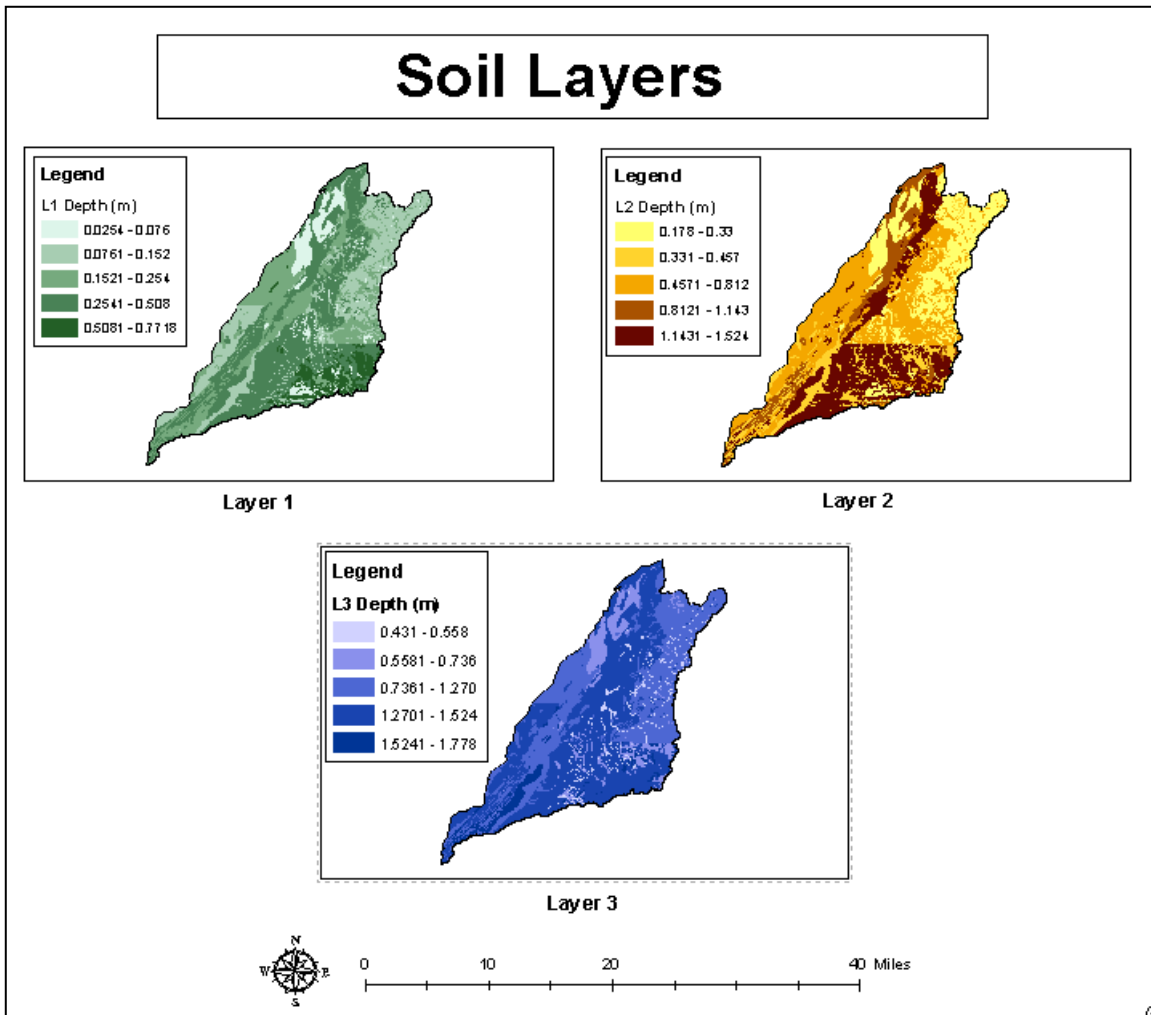 Soil Layers
Legend
L1 Depth (m)
0.0254 - 0.076
0.0761 - 0.152
0.1521 - 0.254
0.2541 - 0.508
0.5081 - 0.7718
Layer 1
Legend
L2 Depth (m)
0.178 - 0.33
0.331 - 0.457
0.4571 - 0.812
0.8121 - 1.143
1.1431 - 1.524
Layer 2
Legend
L3 Depth (m)
0.431 - 0.558
0.5581 - 0.736
0.7361 - 1.270
1.2701 - 1.524
1.5241 - 1.778
Layer 3
N
W E
S
0 10 20 40 Miles